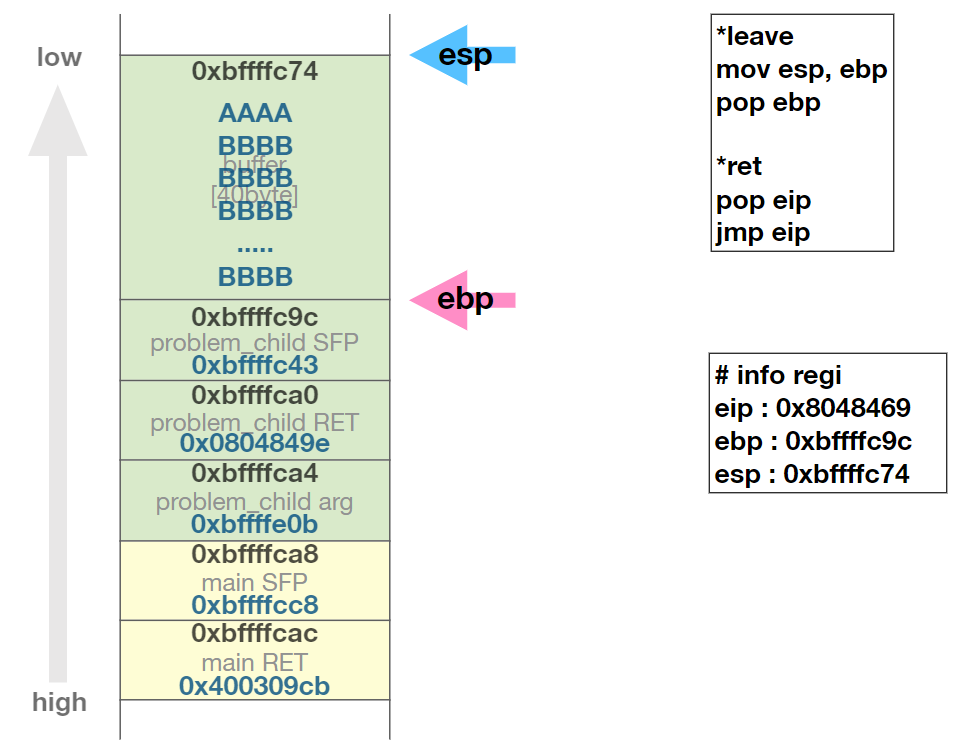 low
0xbffffc74
AAAA
BBBB
buffer
BBBB
[40byte]
BBBB
.....
BBBB
0xbffffc9c
problem_child SFP
0xbffffc43
0xbffffca0
problem_child RET
0x0804849e
0xbffffca4
problem_child arg
0xbffffe0b
0xbffffca8
main SFP
0xbffffcc8
0xbffffcac
main RET
0x400309cb
high
esp
ebp
*leave
mov esp, ebp
pop ebp
*ret
pop eip
jmp eip
# info regi
eip : 0x8048469
ebp : 0xbffffc9c
esp : 0xbffffc74